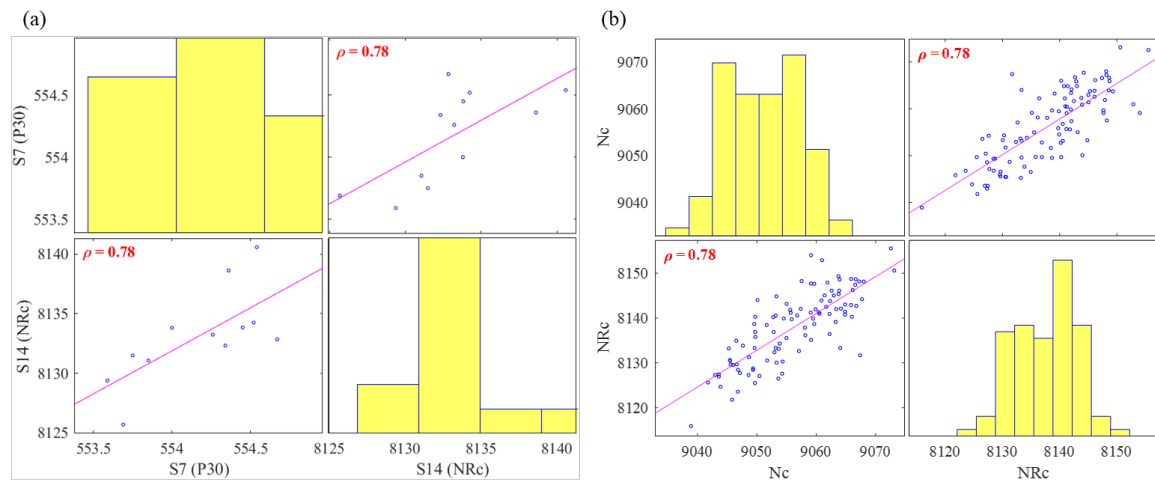 (a)
(b)
ρ = 0.78
ρ = 0.78
S7 (P30)
554.5
554
553.5
Nc
9070
9060
9050
9040
ρ = 0.78
ρ = 0.78
S14 (NRc)
8140
8135
8130
8125
NRc
8150
8140
8130
8120
553.5 554 554.5 8125 8130 8135 8140
S7 (P30) S14 (NRc)
9040 9050 9060 9070 8120 8130 8140 8150
Nc NRc